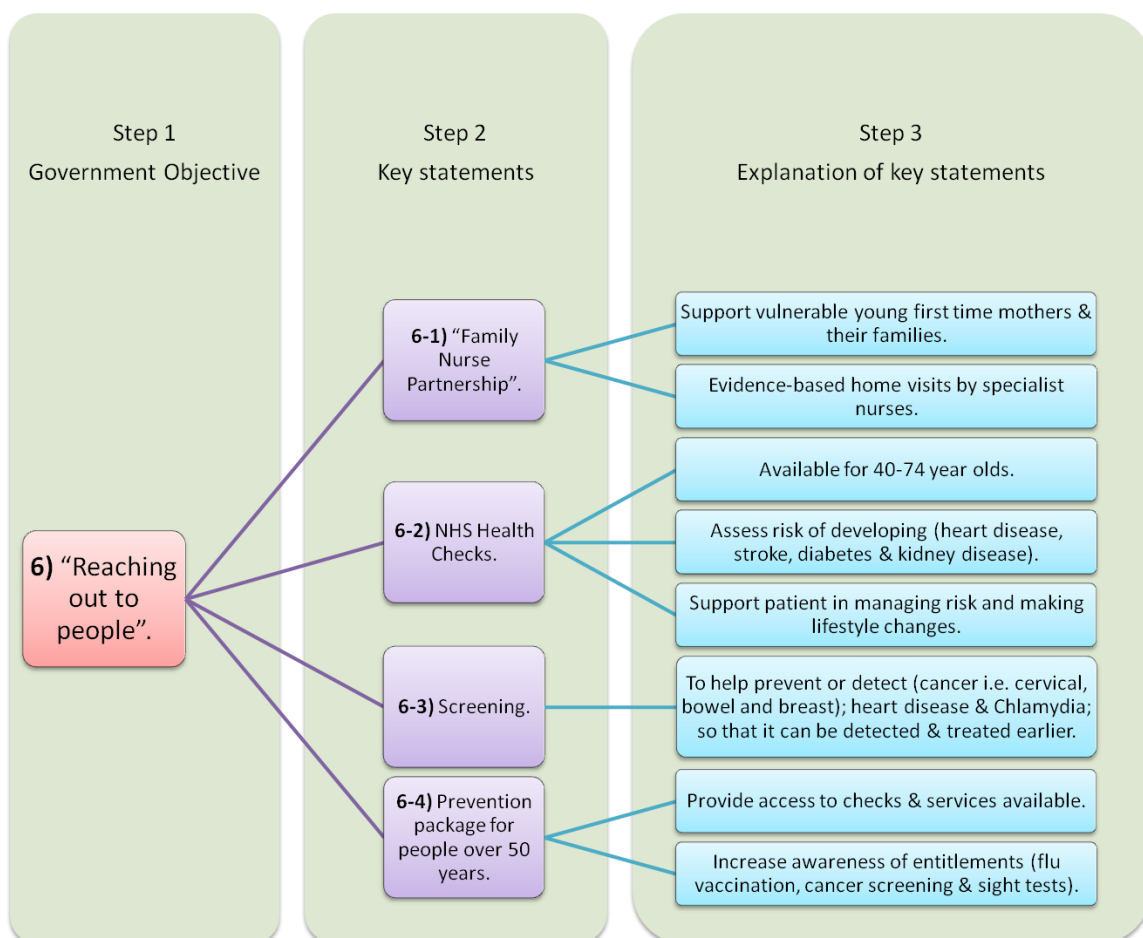 Step 1
Government Objective
Step 2
Key statements
Step 3
Explanation of key statements
6) “Reaching
out to
people”.
6-1) “Family
Nurse
Partnership”.
Support vulnerable young first time mothers &
their families.
Evidence-based home visits by specialist
nurses.
6-2) NHS Health
Checks.
Available for 40-74 year olds.
Assess risk of developing (heart disease,
stroke, diabetes & kidney disease).
Support patient in managing risk and making
lifestyle changes.
6-3) Screening.
To help prevent or detect (cancer i.e. cervical,
bowel and breast); heart disease & Chlamydia;
so that it can be detected & treated earlier.
6-4) Prevention
package for
people over 50
years.
Provide access to checks & services available.
Increase awareness of entitlements (flu
vaccination, cancer screening & sight tests).